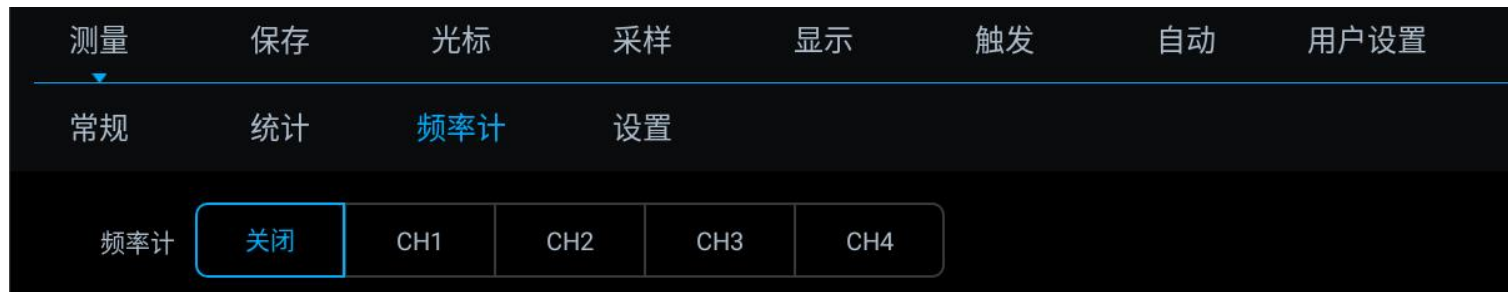 测量 保存 光标 采样 显示 触发 自动 用户设置
常规 统计 频率计 设置
频率计 关闭 CH1 CH2 CH3 CH4